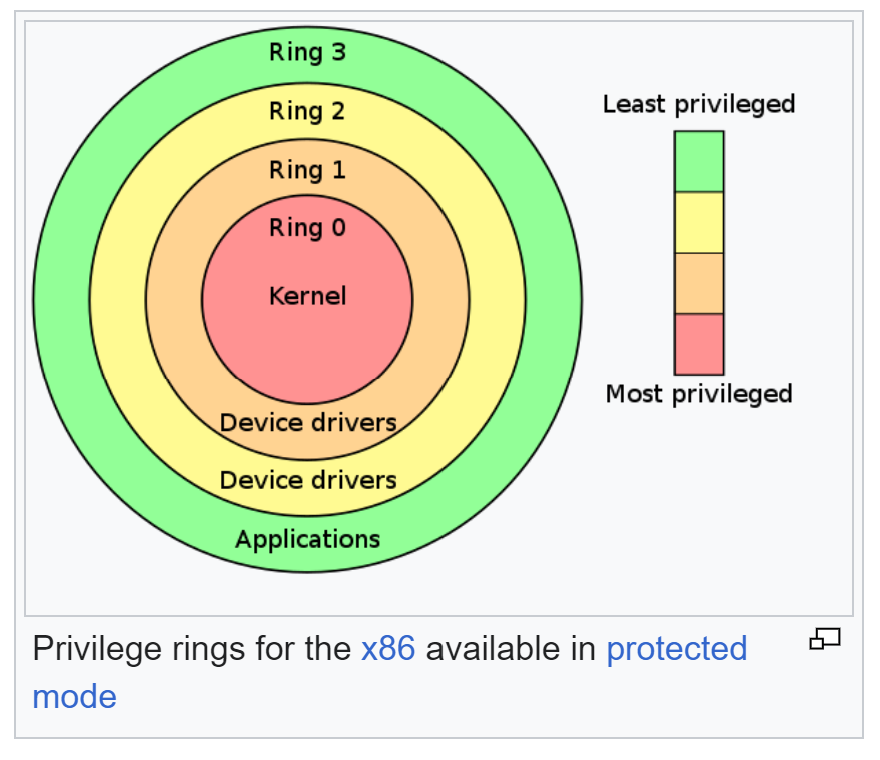 Ring 3
Ring 2
Ring 1
Ring 0
Kernel
Device drivers
Device drivers
Applications
Least privileged
Most privileged
Privilege rings for the x86 available in protected
mode